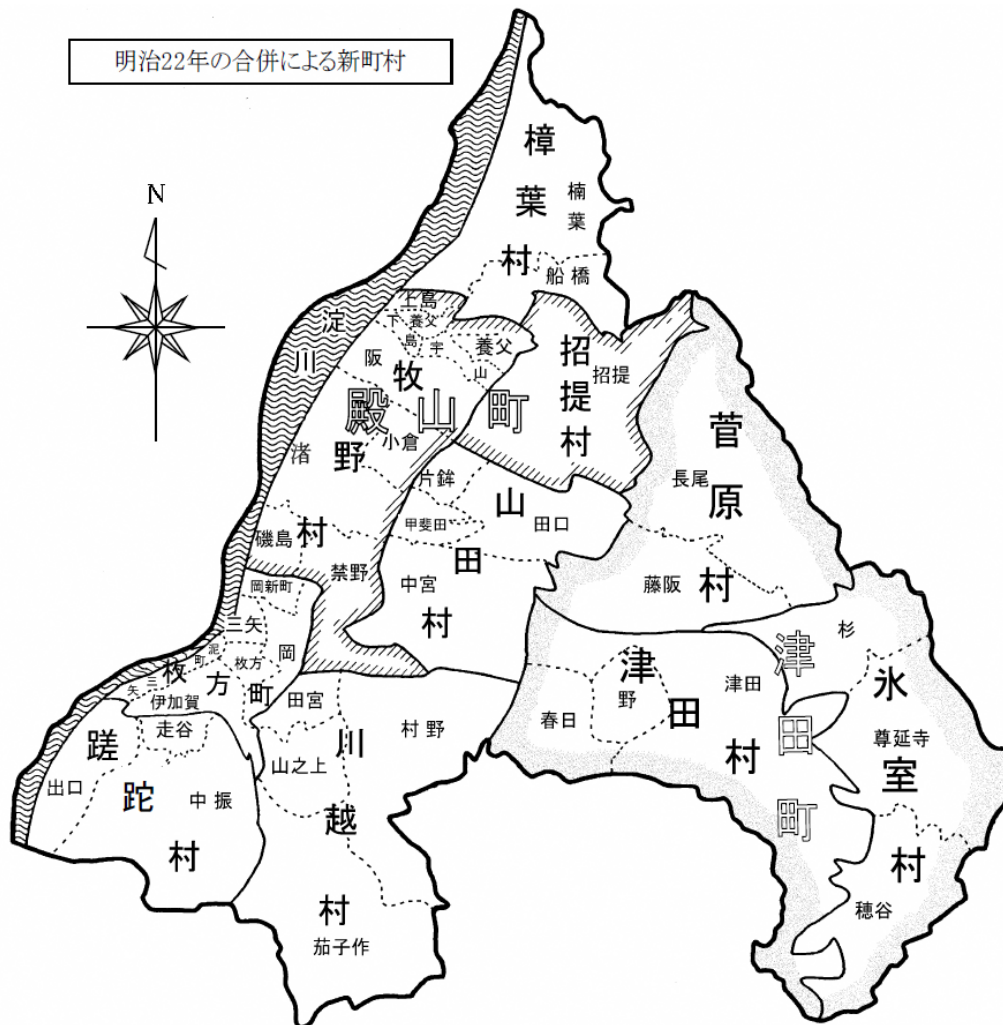 明治22年の合併による新町村
N
樟葉村
楠葉
船橋
淀川
上島
下島
養父
宇山
養父
阪
牧野村
殿山町
招提村
招提
小倉
渚
片鉾
山田村
田口
甲斐田
磯島
禁野
中宮
菅原村
長尾
藤阪
岡新町
三矢
岡
泥町
枚方
枚方町
三矢
伊加賀
田宮
走谷
蹉跎村
出口
中振
川越村
村野
山之上
茄子作
津田村
津田
春日
野
津田町
杉
氷室村
尊延寺
穂谷